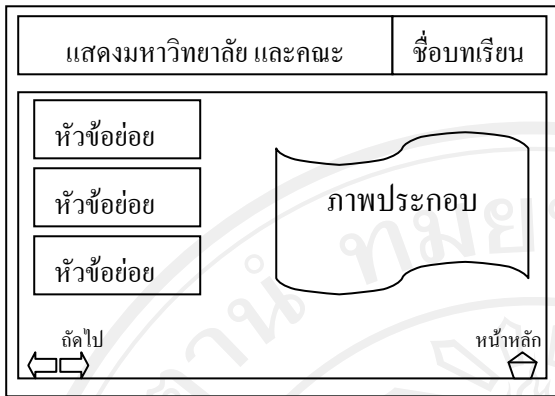 แสดงมหาวิทยาลัย และคณะ
ชื่อบทเรียน
หัวข้อย่อย
หัวข้อย่อย
ภาพประกอบ
หัวข้อย่อย
ถัดไป
หน้าหลัก